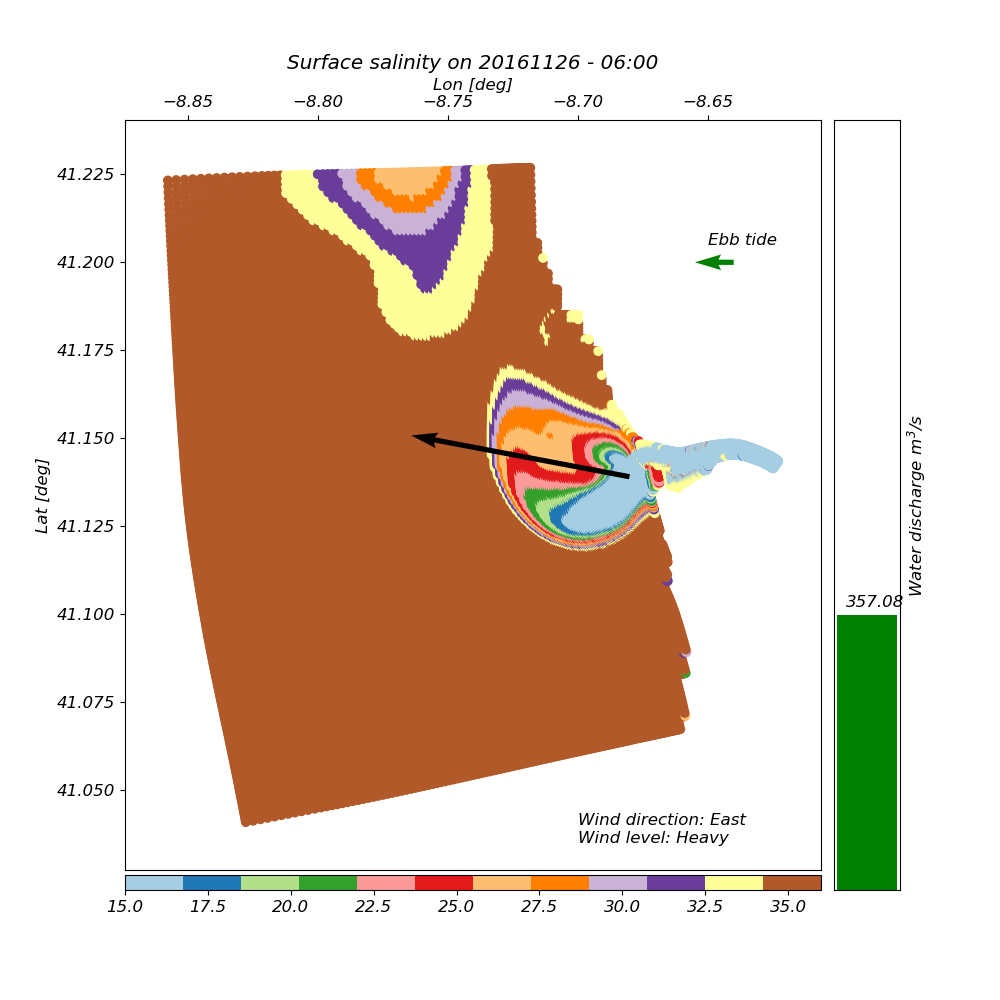 Surface salinity on 20161126 - 06:00
Lon [deg]
−8.85 −8.80 −8.75 −8.70 −8.65
41.225
41.200
41.175
41.150
41.125
41.100
41.075
41.050
Lat [deg]
Ebb tide
Wind direction: East
Wind level: Heavy
357.08
Water discharge m³/s
15.0 17.5 20.0 22.5 25.0 27.5 30.0 32.5 35.0